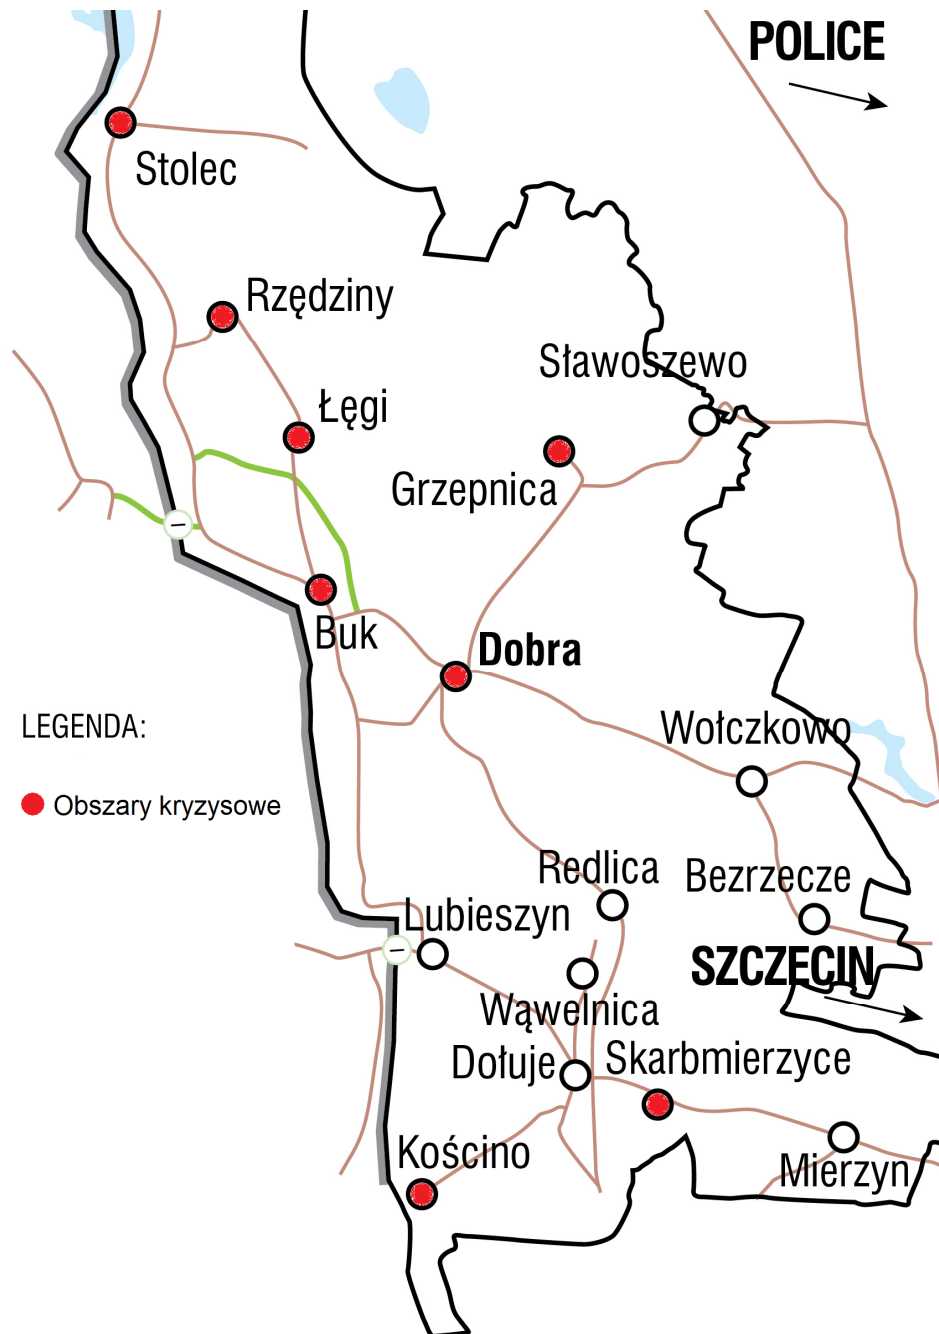 POLICE
Stolec
Rzędziny
Sławoszewo
Łęgi
Grzepnica
Buk
Dobra
LEGENDA:
Wołczkowo
Obszary kryzysowe
Redlica
Bezrzecze
Lubieszyn
SZCZECIN
Wąwelnica
Dołuje
Skarbmierzyce
Kościno
Mierzyn